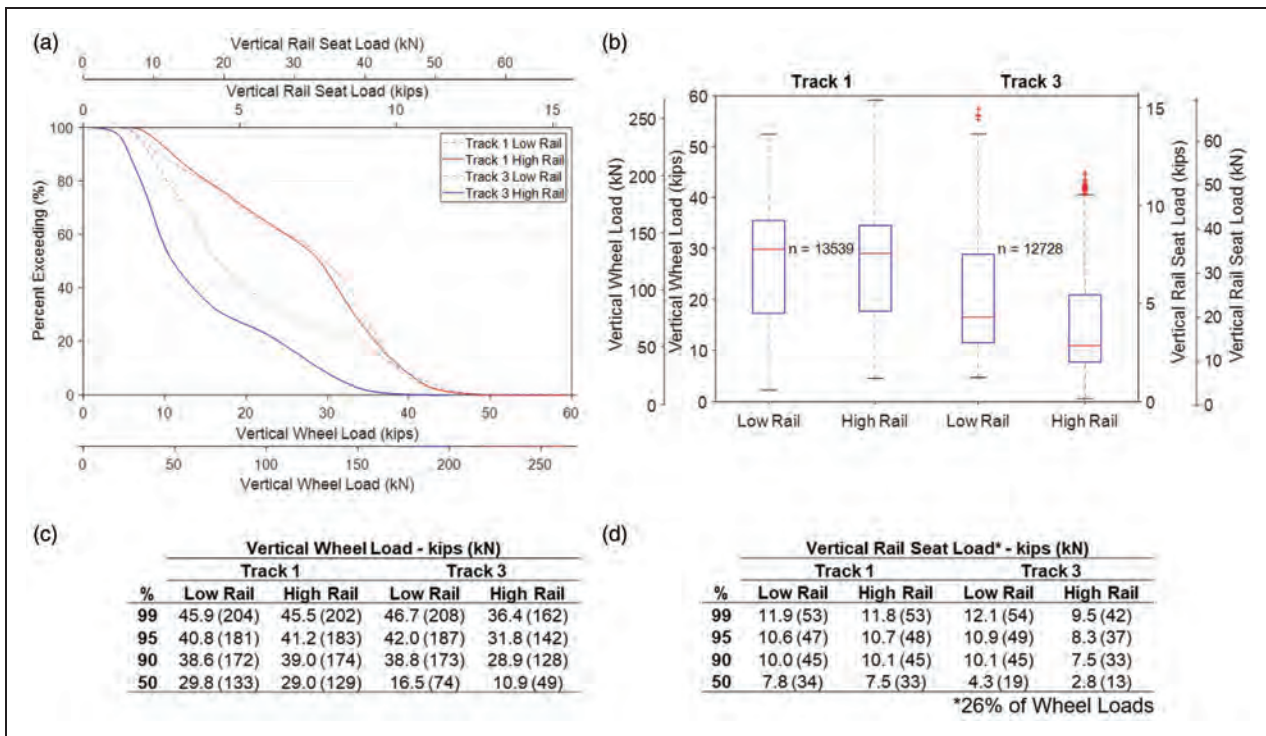 (a)
Vertical Rail Seat Load (kN)
0 10 20 30 40 50 60
Vertical Rail Seat Load (kips)
0 5 10 15
Percent Exceeding (%)
100
80
60
40
20
0
Track 1 Low Rail
Track 1 High Rail
Track 3 Low Rail
Track 3 High Rail
0 10 20 30 40 50 60
Vertical Wheel Load (kips)
0 50 100 150 200 250
Vertical Wheel Load (kN)
(b)
Track 1 Track 3
Vertical Wheel Load (kN)
250
200
150
100
50
0
Vertical Wheel Load (kips)
60
50
40
30
20
10
0
n = 13539
n = 12728
Low Rail High Rail Low Rail High Rail
Vertical Rail Seat Load (kips)
15
10
5
0
Vertical Rail Seat Load (kN)
60
50
40
30
20
10
0
(c)
Vertical Wheel Load - kips (kN)
Track 1 Track 3
% Low Rail High Rail Low Rail High Rail
99 45.9 (204) 45.5 (202) 46.7 (208) 36.4 (162)
95 40.8 (181) 41.2 (183) 42.0 (187) 31.8 (142)
90 38.6 (172) 39.0 (174) 38.8 (173) 28.9 (128)
50 29.8 (133) 29.0 (129) 16.5 (74) 10.9 (49)
(d)
Vertical Rail Seat Load* - kips (kN)
Track 1 Track 3
% Low Rail High Rail Low Rail High Rail
99 11.9 (53) 11.8 (53) 12.1 (54) 9.5 (42)
95 10.6 (47) 10.7 (48) 10.9 (49) 8.3 (37)
90 10.0 (45) 10.1 (45) 10.1 (45) 7.5 (33)
50 7.8 (34) 7.5 (33) 4.3 (19) 2.8 (13)
*26% of Wheel Loads